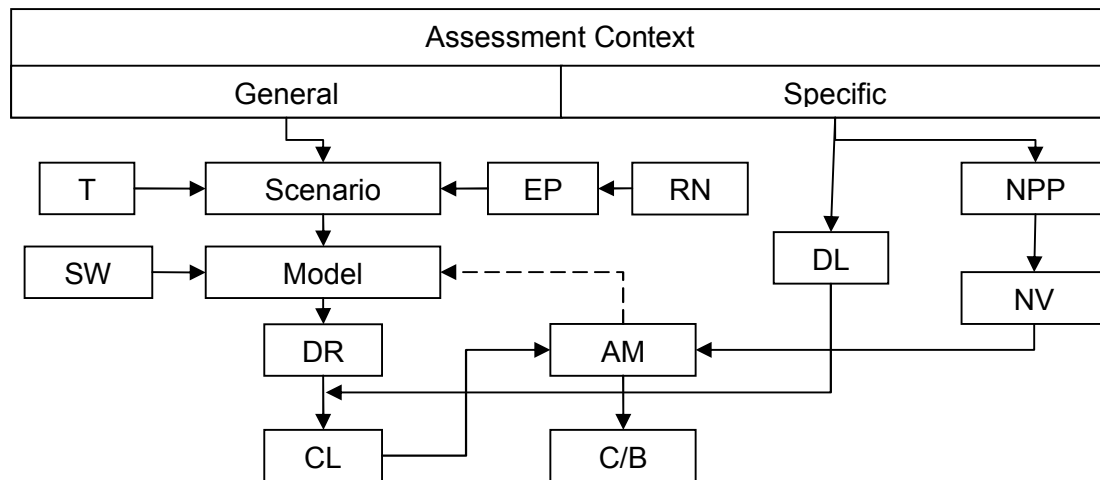 Assessment Context
General
Specific
T
Scenario
EP
RN
NPP
SW
Model
DL
NV
DR
AM
CL
C/B